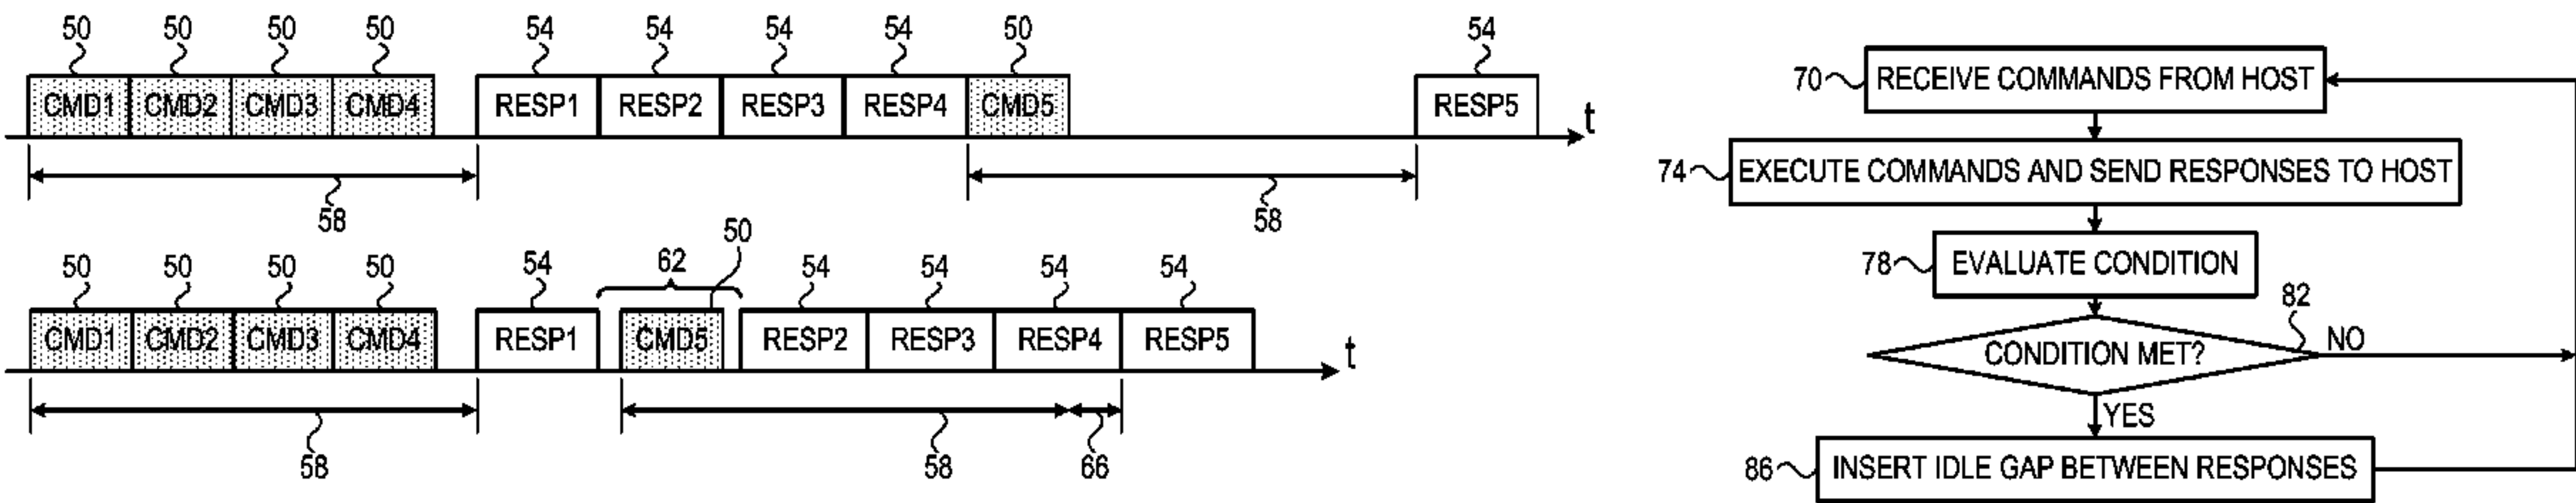 50 50 50 50 54 54 54 54 50 54
CMD1 CMD2 CMD3 CMD4 RESP1 RESP2 RESP3 RESP4 CMD5 RESP5 t
58 58
50
50 50 50 50 54 62 54 54 54 54
CMD1 CMD2 CMD3 CMD4 RESP1 CMD5 RESP2 RESP3 RESP4 RESP5 t
58 58 66
70 RECEIVE COMMANDS FROM HOST
74 EXECUTE COMMANDS AND SEND RESPONSES TO HOST
78 EVALUATE CONDITION
82
CONDITION MET? NO
YES
86 INSERT IDLE GAP BETWEEN RESPONSES